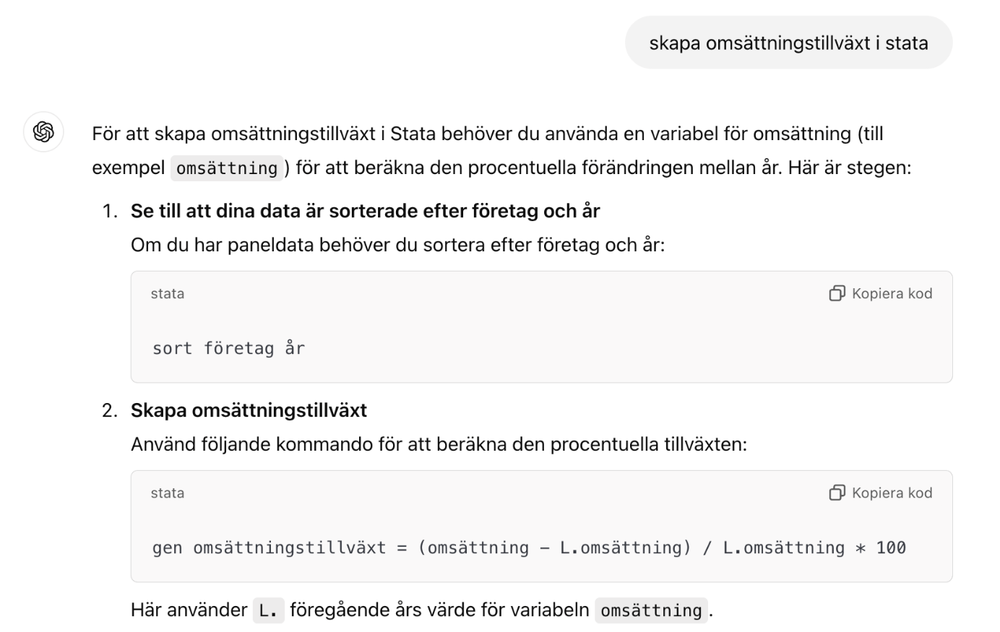 skapa omsättningstillväxt i stata
För att skapa omsättningstillväxt i Stata behöver du använda en variabel för omsättning (till
exempel omsättning) för att beräkna den procentuella förändringen mellan år. Här är stegen:
1. Se till att dina data är sorterade efter företag och år
Om du har paneldata behöver du sortera efter företag och år:
stata Kopiera kod
sort företag år
2. Skapa omsättningstillväxt
Använd följande kommando för att beräkna den procentuella tillväxten:
stata Kopiera kod
gen omsättningstillväxt = (omsättning - L.omsättning) / L.omsättning * 100
Här använder L. föregående års värde för variabeln omsättning.